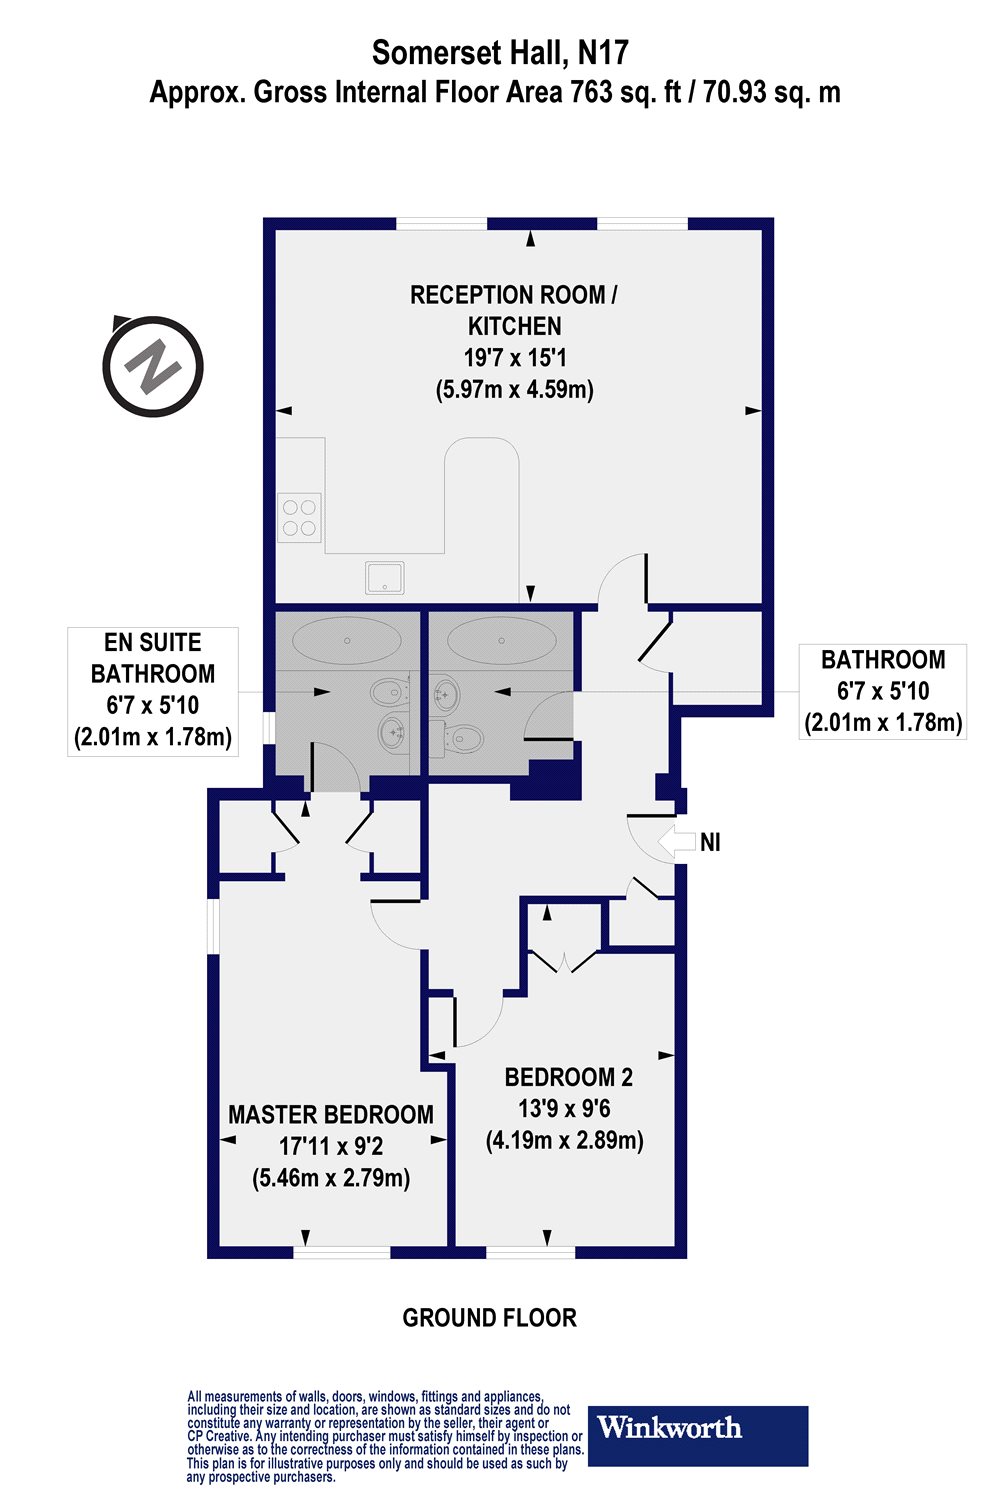 Somerset Hall, N17
Approx. Gross Internal Floor Area 763 sq. ft / 70.93 sq. m
N
RECEPTION ROOM /
KITCHEN
19'7 x 15'1
(5.97m x 4.59m)
EN SUITE
BATHROOM
6'7 x 5'10
(2.01m x 1.78m)
BATHROOM
6'7 x 5'10
(2.01m x 1.78m)
NI
BEDROOM 2
13'9 x 9'6
(4.19m x 2.89m)
MASTER BEDROOM
17'11 x 9'2
(5.46m x 2.79m)
GROUND FLOOR
All measurements of walls, doors, windows, fittings and appliances,
including their size and location, are shown as standard sizes and do not
constitute any warranty or representation by the seller, their agent or
CP Creative. Any intending purchaser must satisfy himself by inspection or
otherwise as to the correctness of the information contained in these plans.
This plan is for illustrative purposes only and should be used as such by
any prospective purchasers.
Winkworth